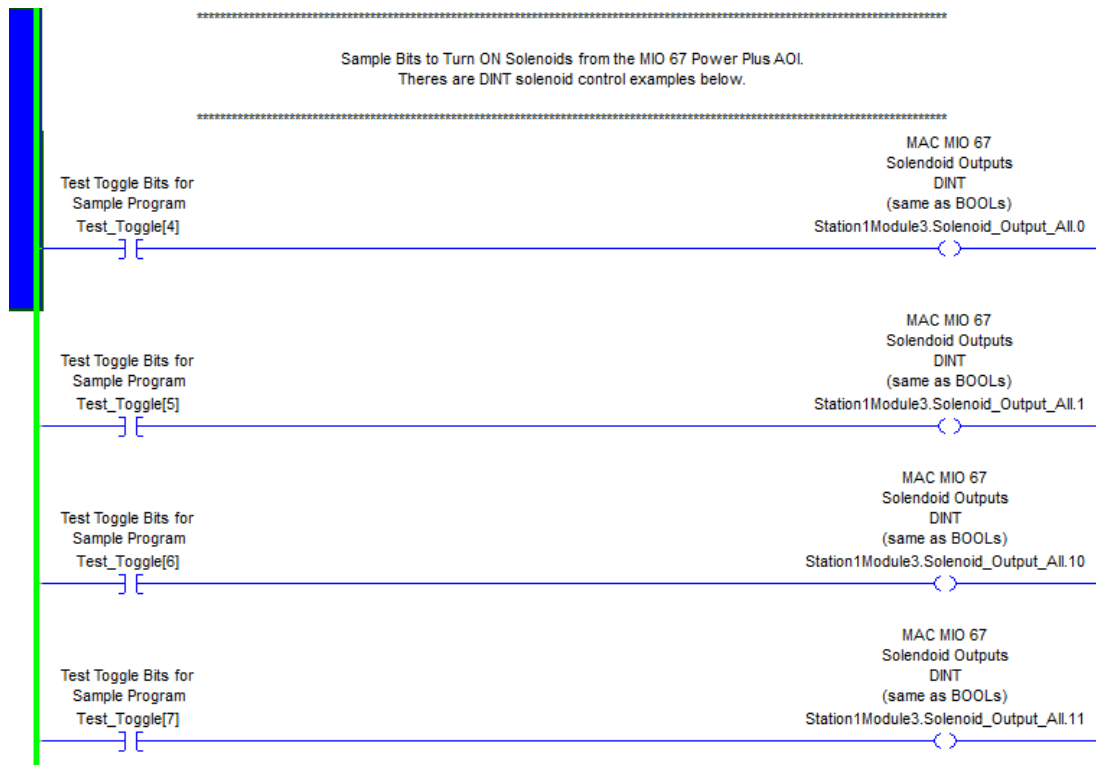 Sample Bits to Turn ON Solenoids from the MIO 67 Power Plus AOI.
Theres are DINT solenoid control examples below.
MAC MIO 67
Solendoid Outputs
DINT
(same as BOOLs)
Station1Module3.Solenoid_Output_All.0
Test Toggle Bits for
Sample Program
Test_Toggle[4]
MAC MIO 67
Solendoid Outputs
DINT
(same as BOOLs)
Station1Module3.Solenoid_Output_All.1
Test Toggle Bits for
Sample Program
Test_Toggle[5]
MAC MIO 67
Solendoid Outputs
DINT
(same as BOOLs)
Station1Module3.Solenoid_Output_All.10
Test Toggle Bits for
Sample Program
Test_Toggle[6]
MAC MIO 67
Solendoid Outputs
DINT
(same as BOOLs)
Station1Module3.Solenoid_Output_All.11
Test Toggle Bits for
Sample Program
Test_Toggle[7]